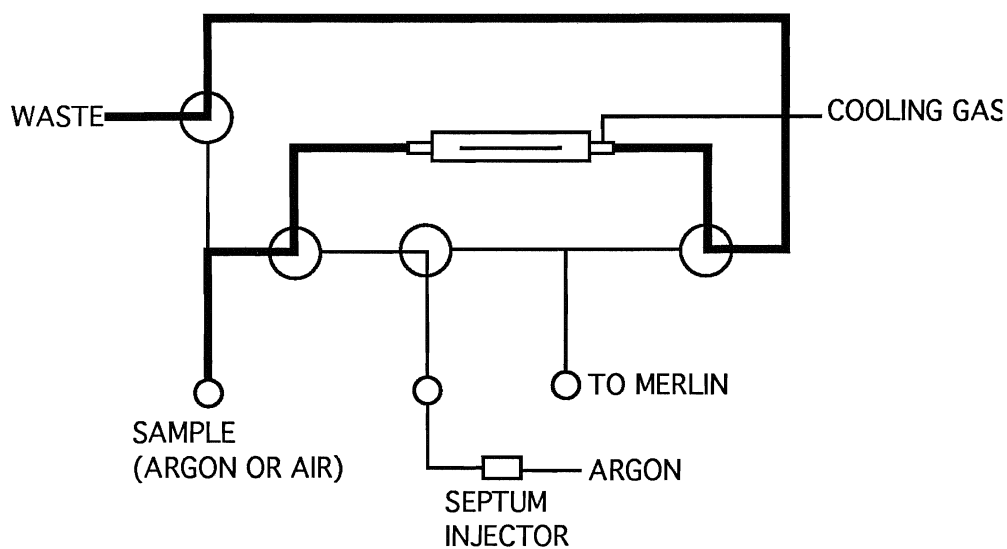 WASTE
COOLING GAS
TO MERLIN
SAMPLE
(ARGON OR AIR)
ARGON
SEPTUM
INJECTOR